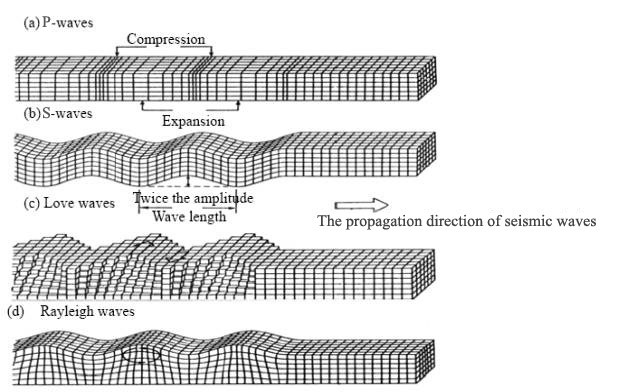 (a) P-waves
Compression
(b)S-waves
Expansion
(c) Love waves
Twice the amplitude
Wave length
The propagation direction of seismic waves
(d) Rayleigh waves